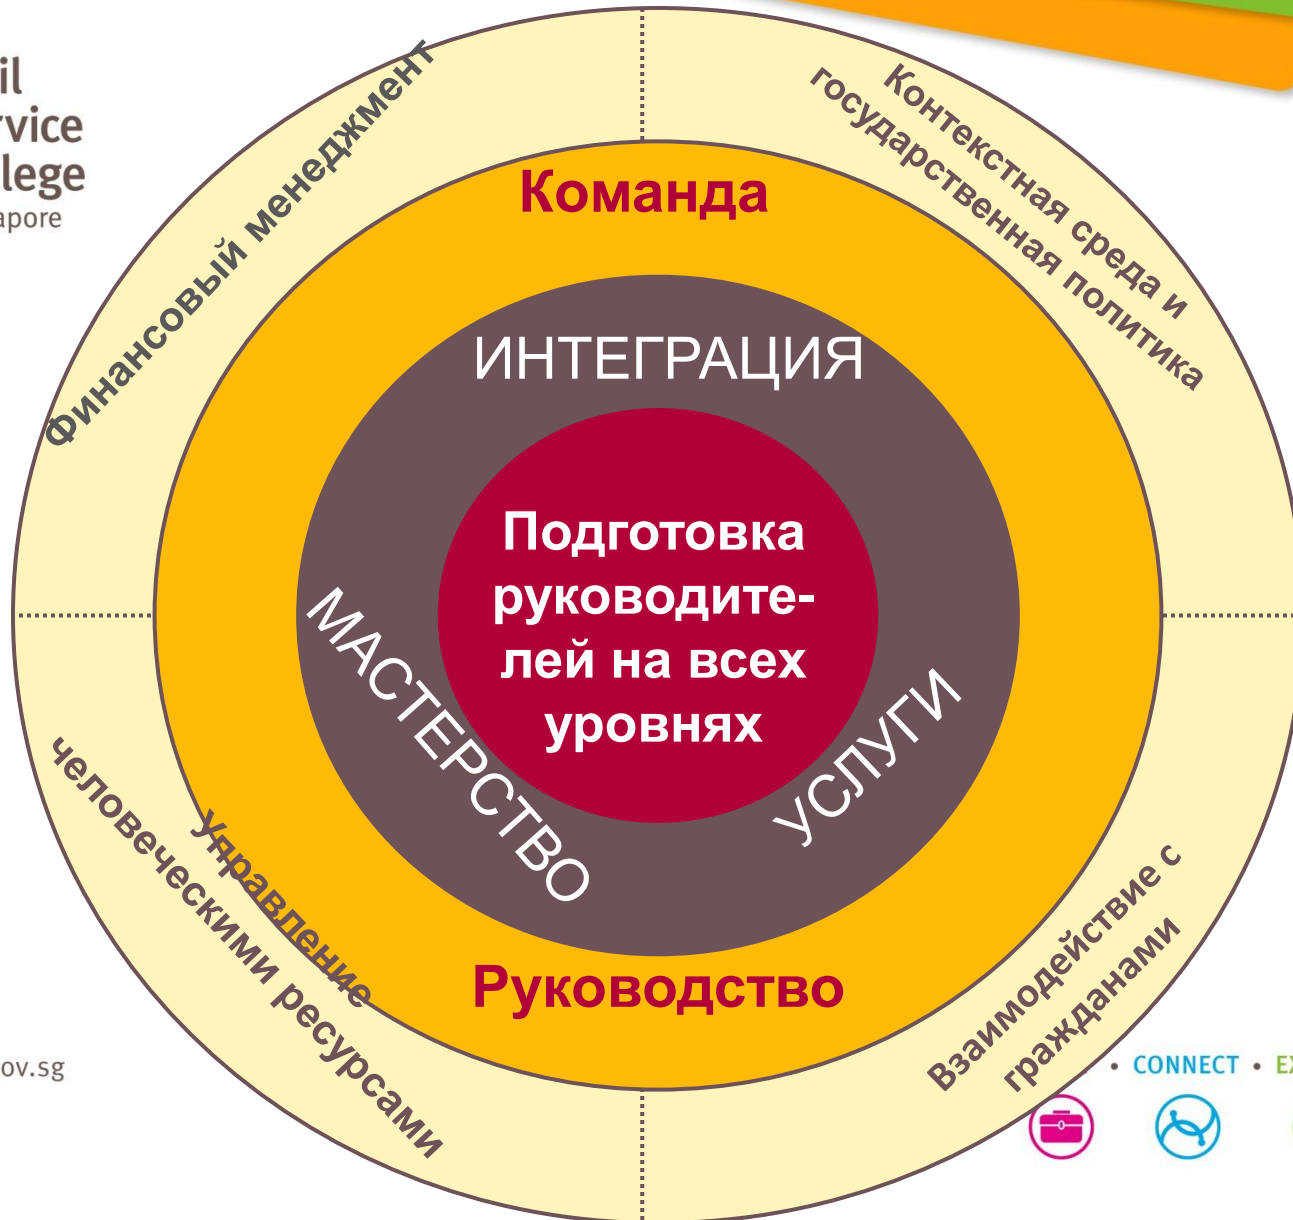 il
rvice
lege
apore
Финансовый менеджмент
Контекстная среда и
государственная политика
Команда
ИНТЕГРАЦИЯ
Подготовка
руководите-
лей на всех
уровнях
МАСТЕРСТВО
УСЛУГИ
Управление
человеческими ресурсами
Руководство
Взаимодействие с
гражданами
ov.sg
• CONNECT • EX